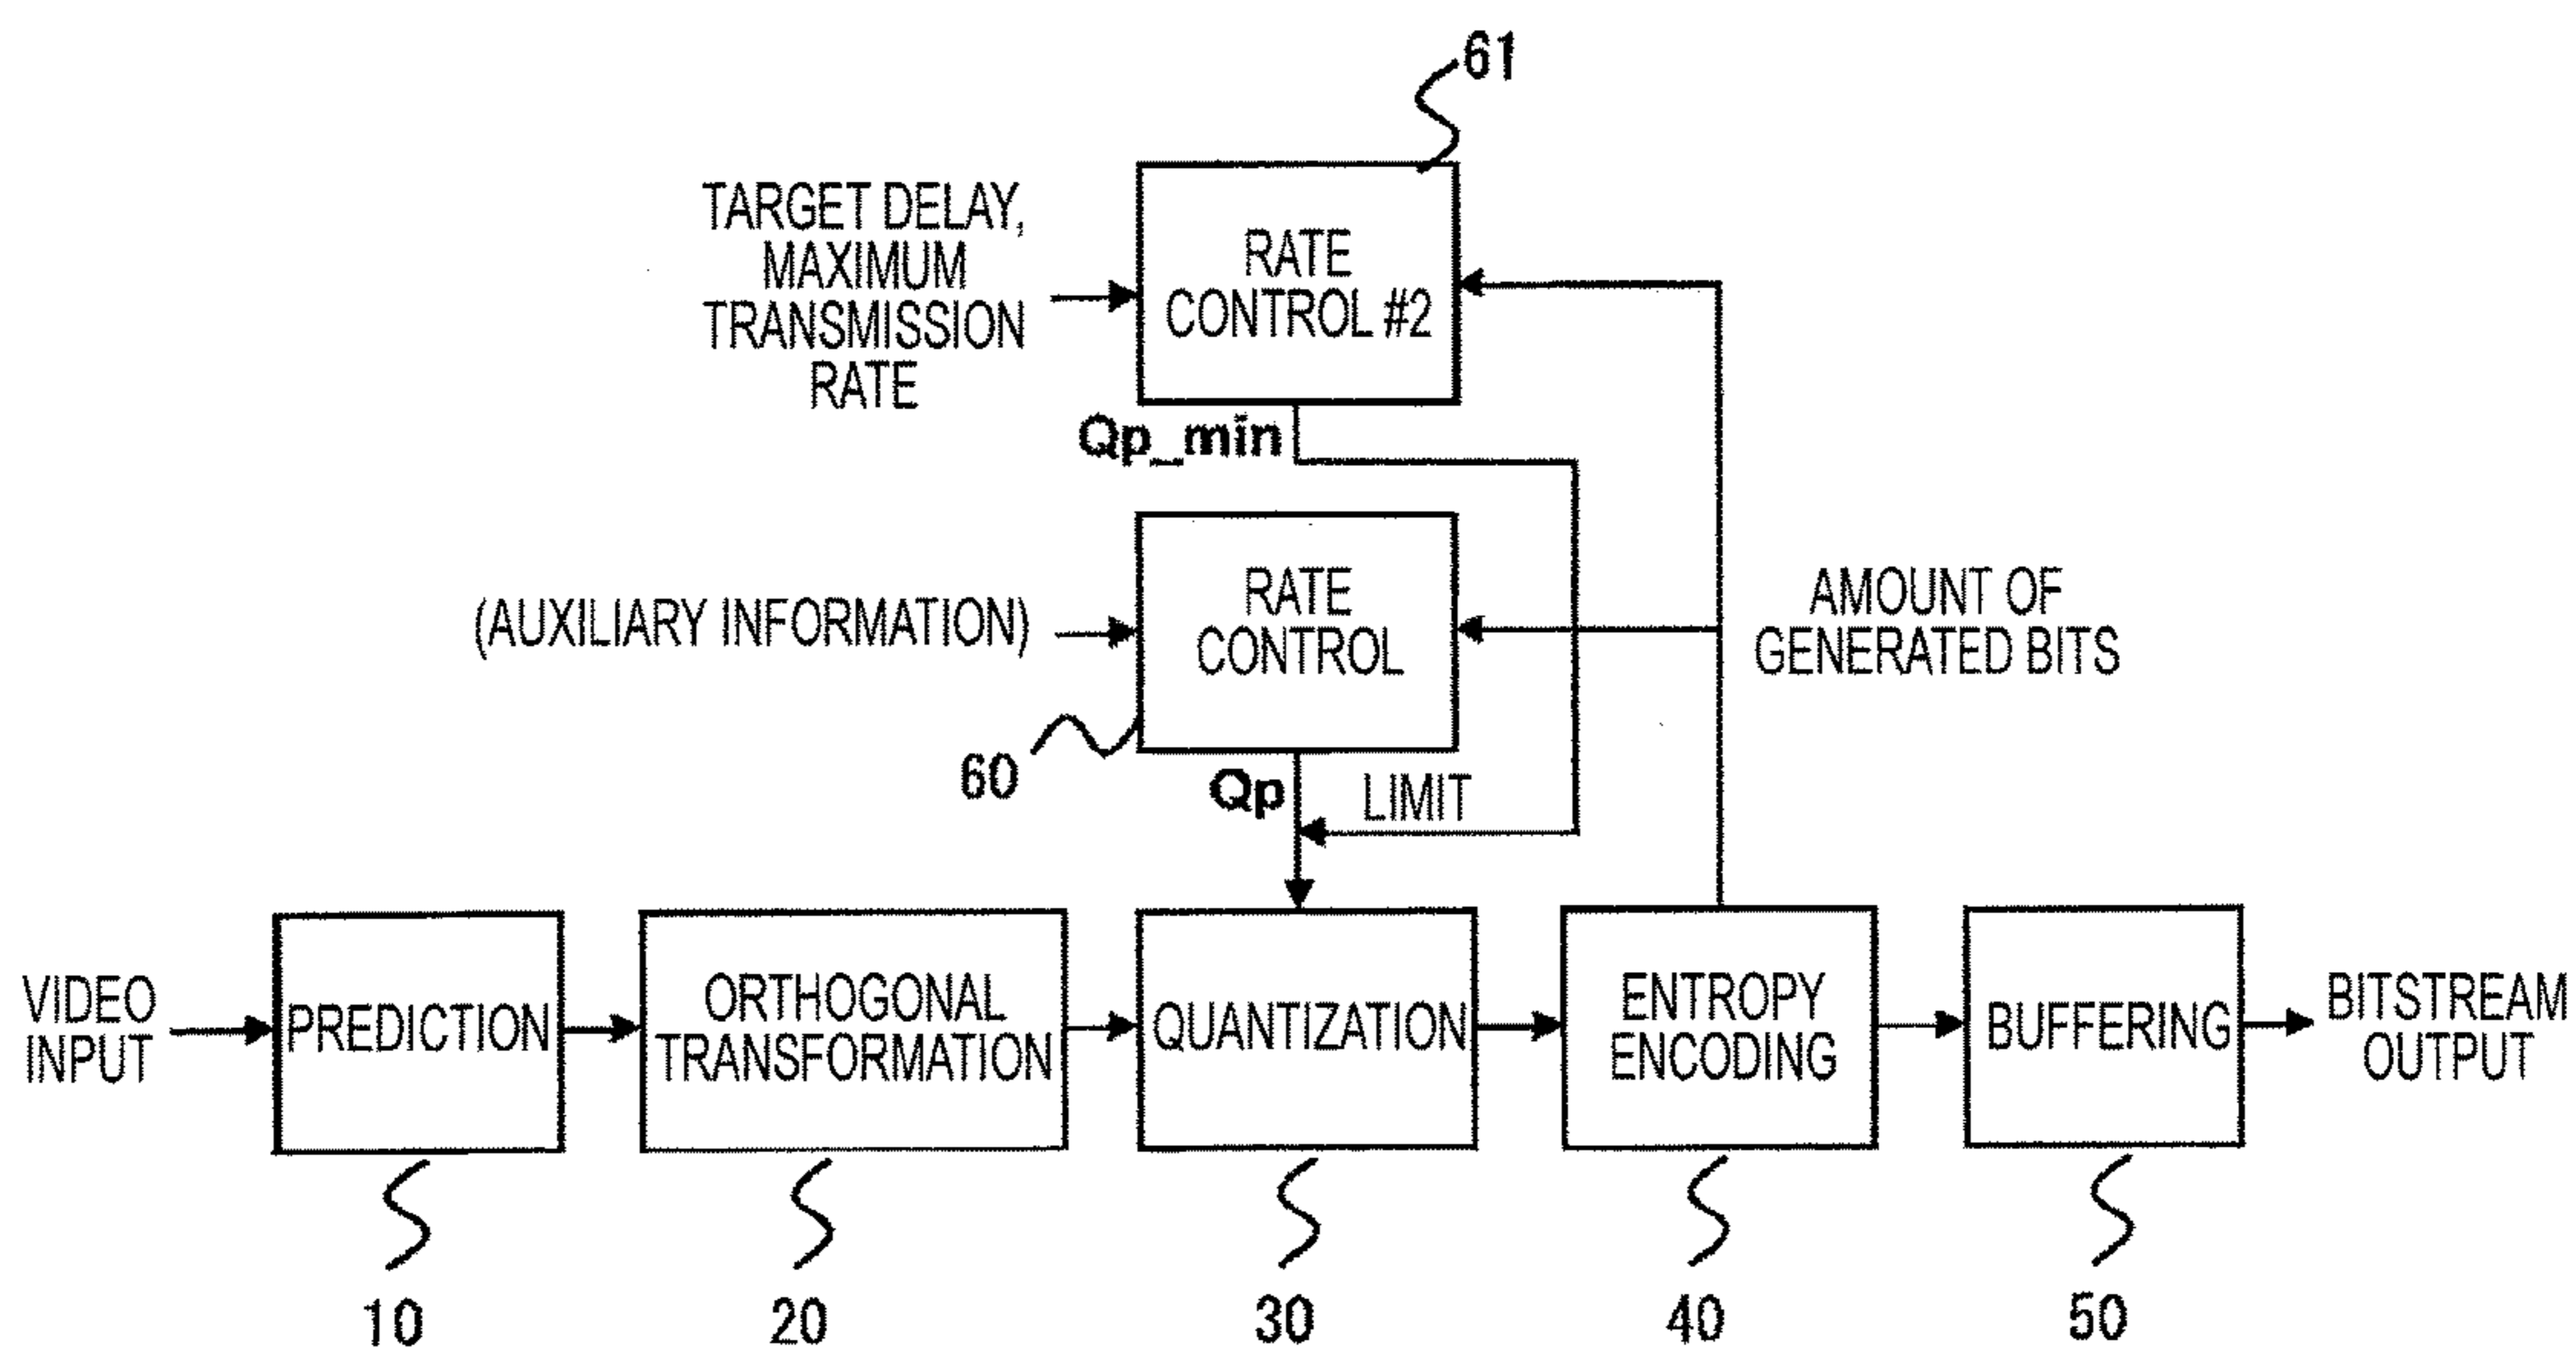 61
TARGET DELAY,
MAXIMUM
TRANSMISSION
RATE
RATE
CONTROL #2
Qp_min
(AUXILIARY INFORMATION)
RATE
CONTROL
AMOUNT OF
GENERATED BITS
60
Qp
LIMIT
VIDEO
INPUT
PREDICTION
ORTHOGONAL
TRANSFORMATION
QUANTIZATION
ENTROPY
ENCODING
BUFFERING
BITSTREAM
OUTPUT
10
20
30
40
50